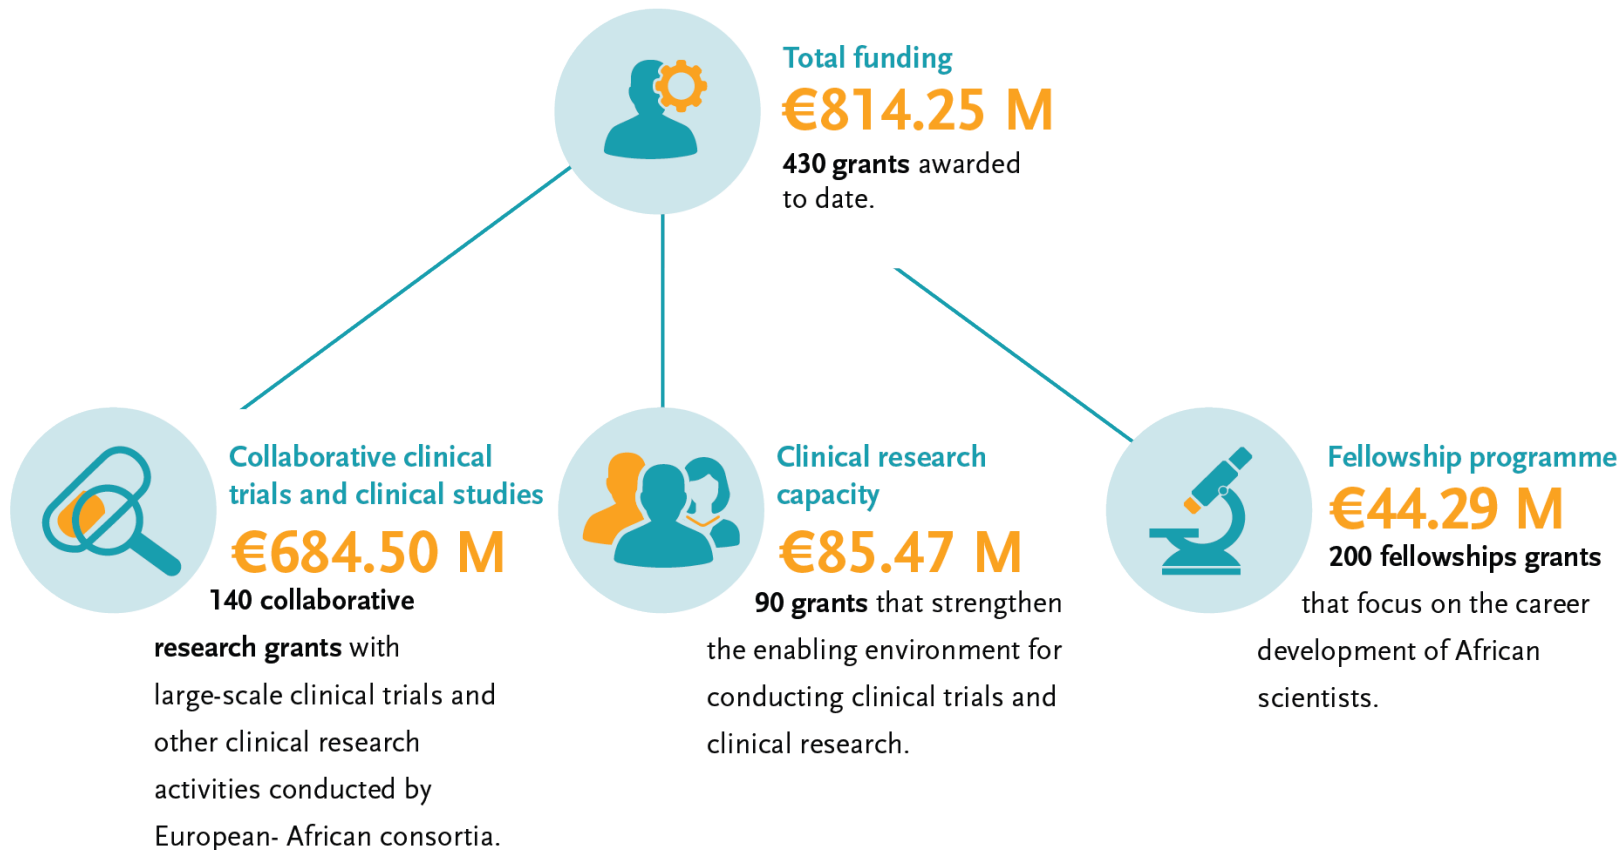 Total funding
€814.25 M
430 grants awarded
to date.
Collaborative clinical
trials and clinical studies
€684.50 M
140 collaborative
research grants with
large-scale clinical trials and
other clinical research
activities conducted by
European- African consortia.
Clinical research
capacity
€85.47 M
90 grants that strengthen
the enabling environment for
conducting clinical trials and
clinical research.
Fellowship programme
€44.29 M
200 fellowships grants
that focus on the career
development of African
scientists.